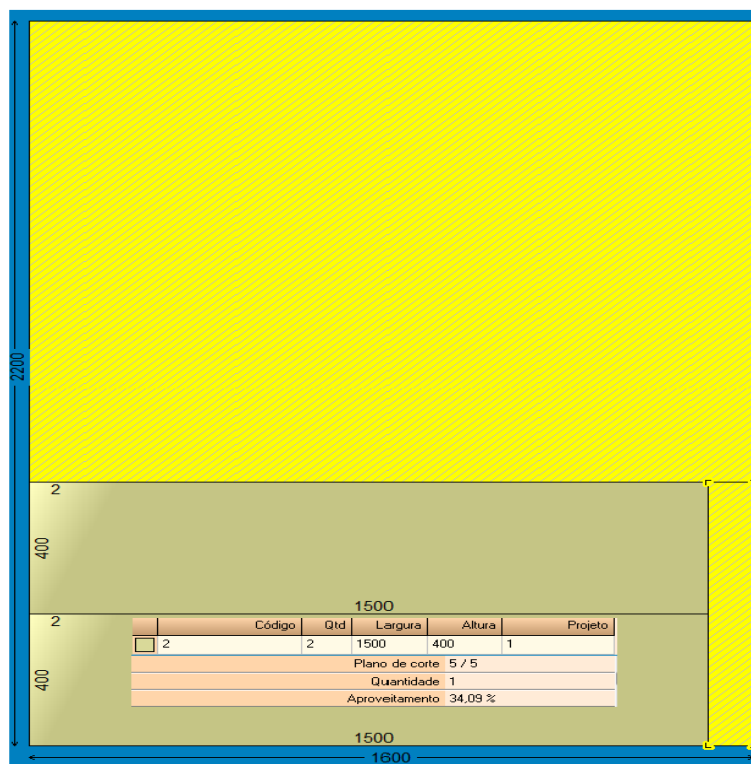 2200
2
400
1500
2
Código Qtd Largura Altura Projeto
2 2 1500 400 1
Plano de corte 5 / 5
400
Quantidade 1
Aproveitamento 34,09 %
1500
1600